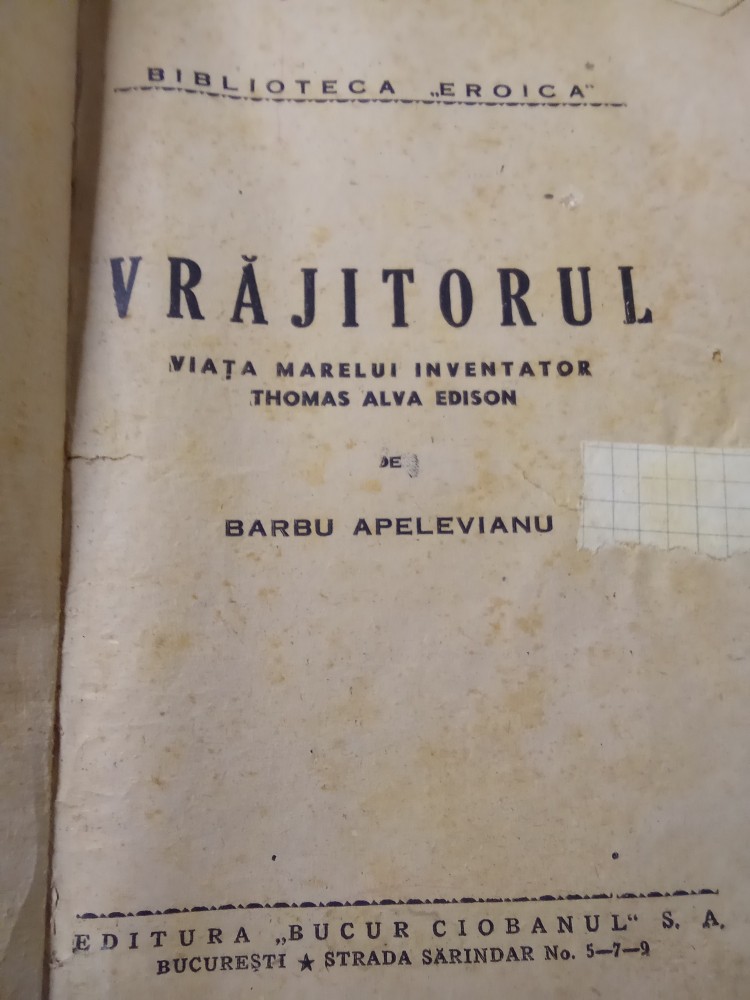 BIBLIOTECA „EROICA“
VRĂJITORUL
VIAȚA MARELUI INVENTATOR
THOMAS ALVA EDISON
DE
BARBU APELEVIANU
EDITURA „BUCUR CIOBANUL“ S. A.
BUCUREȘTI ★ STRADA SĂRINDAR No. 5—7—9